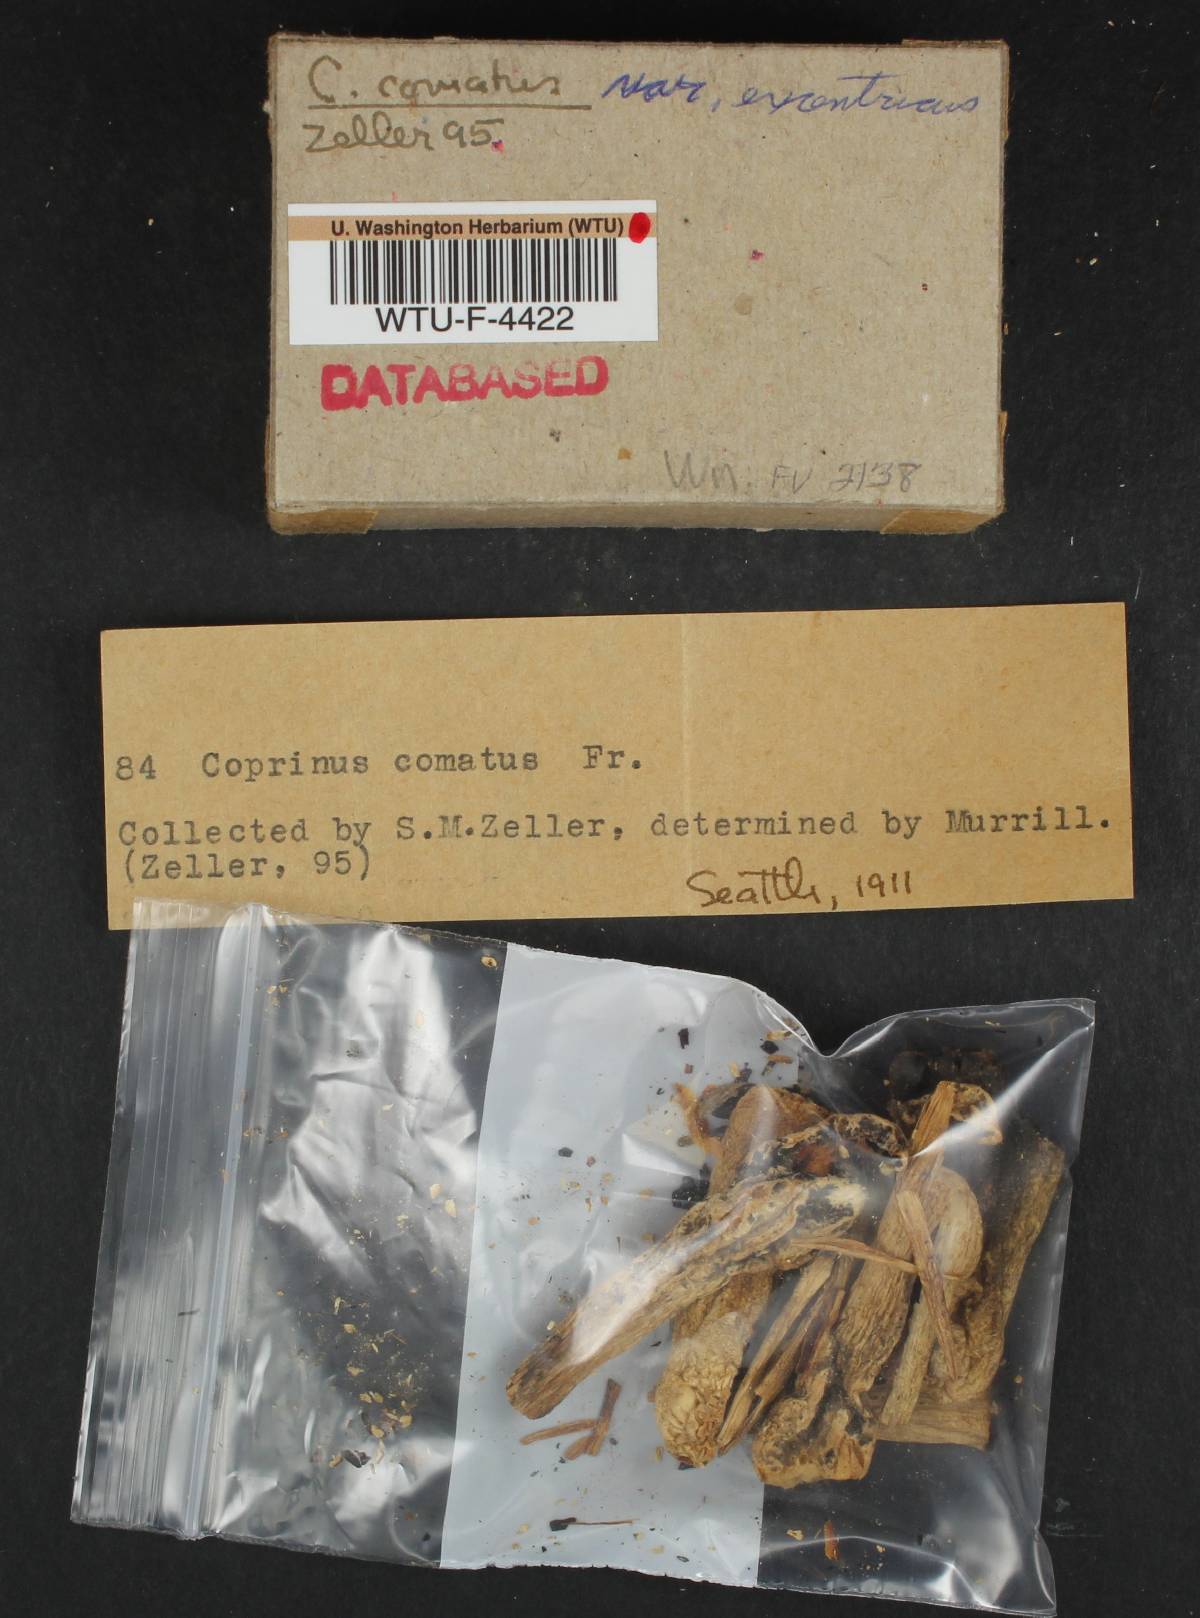 C. comatus var. excentricus
Zeller 95.
U. Washington Herbarium (WTU)
WTU-F-4422
DATABASED
Wn. FV 2138
84 Coprinus comatus Fr.
Collected by S.M.Zeller, determined by Murrill.
(Zeller, 95)
Seattle, 1911